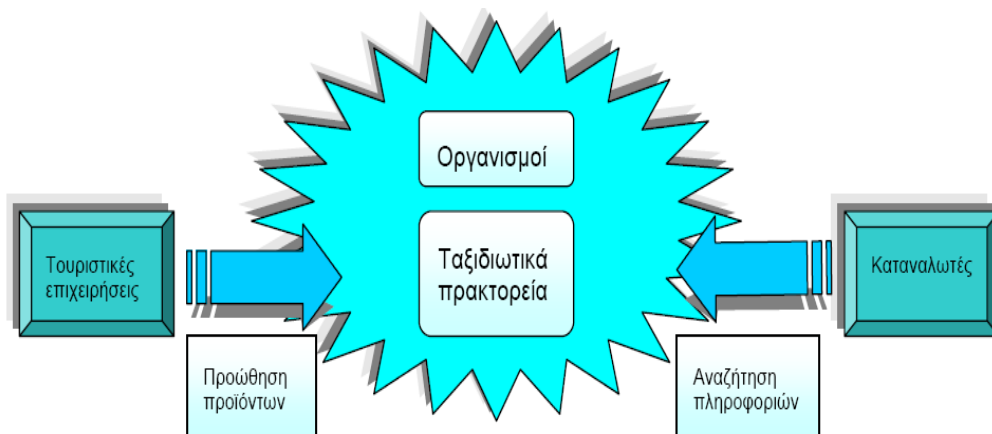 Οργανισμοί
Τουριστικές
επιχειρήσεις
Ταξιδιωτικά
πρακτορεία
Καταναλωτές
Προώθηση
προϊόντων
Αναζήτηση
πληροφοριών